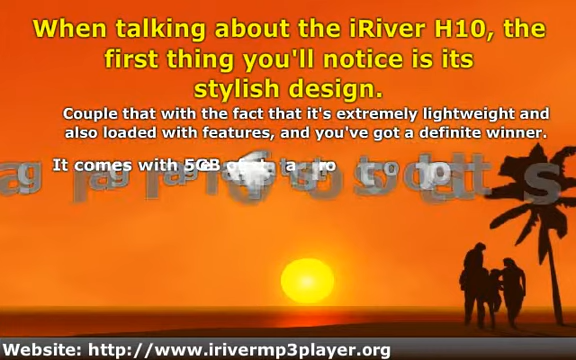 When talking about the iRiver H10, the
first thing you'll notice is its
stylish design.
Couple that with the fact that it's extremely lightweight and
also loaded with features, and you've got a definite winner.
It comes with 5GB
Website: http://www.irivermp3player.org